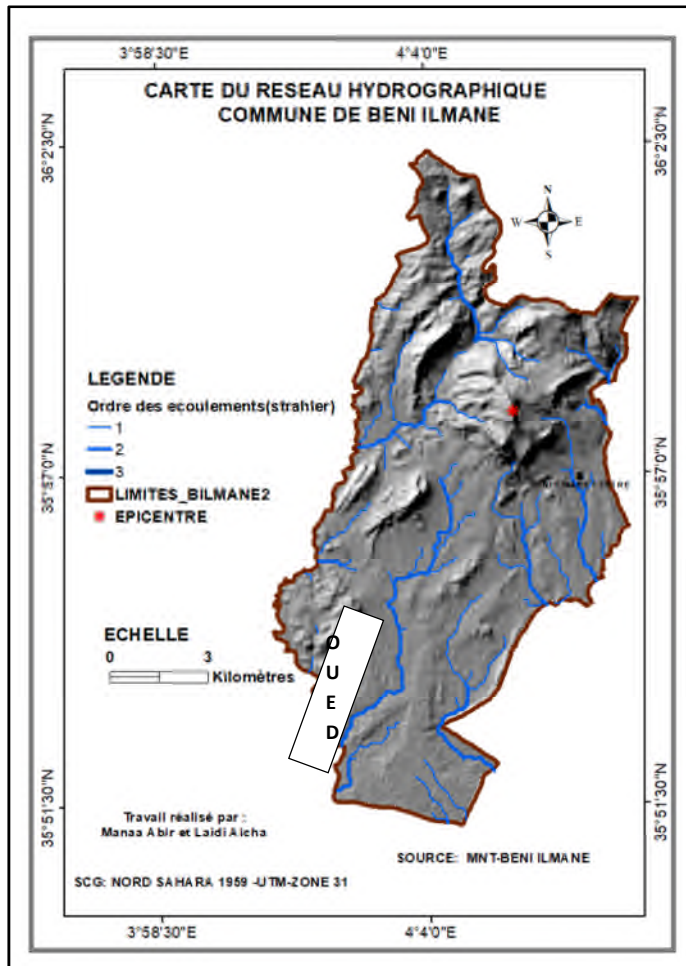 3°58'30"E 4°4'0"E
CARTE DU RESEAU HYDROGRAPHIQUE
COMMUNE DE BENI ILMANE
36°2'30"N 36°2'30"N
N
W E
S
LEGENDE
Ordre des ecoulements(strahler)
1
2
3
LIMITES_BILMANE2
EPICENTRE
35°57'0"N 35°57'0"N
ECHELLE
0 3
Kilomètres
O
U
E
D
35°51'30"N 35°51'30"N
Travail réalisé par :
Manaa Abir et Laidi Aicha
SOURCE: MNT-BENI ILMANE
SCG: NORD SAHARA 1959 -UTM-ZONE 31
3°58'30"E 4°4'0"E